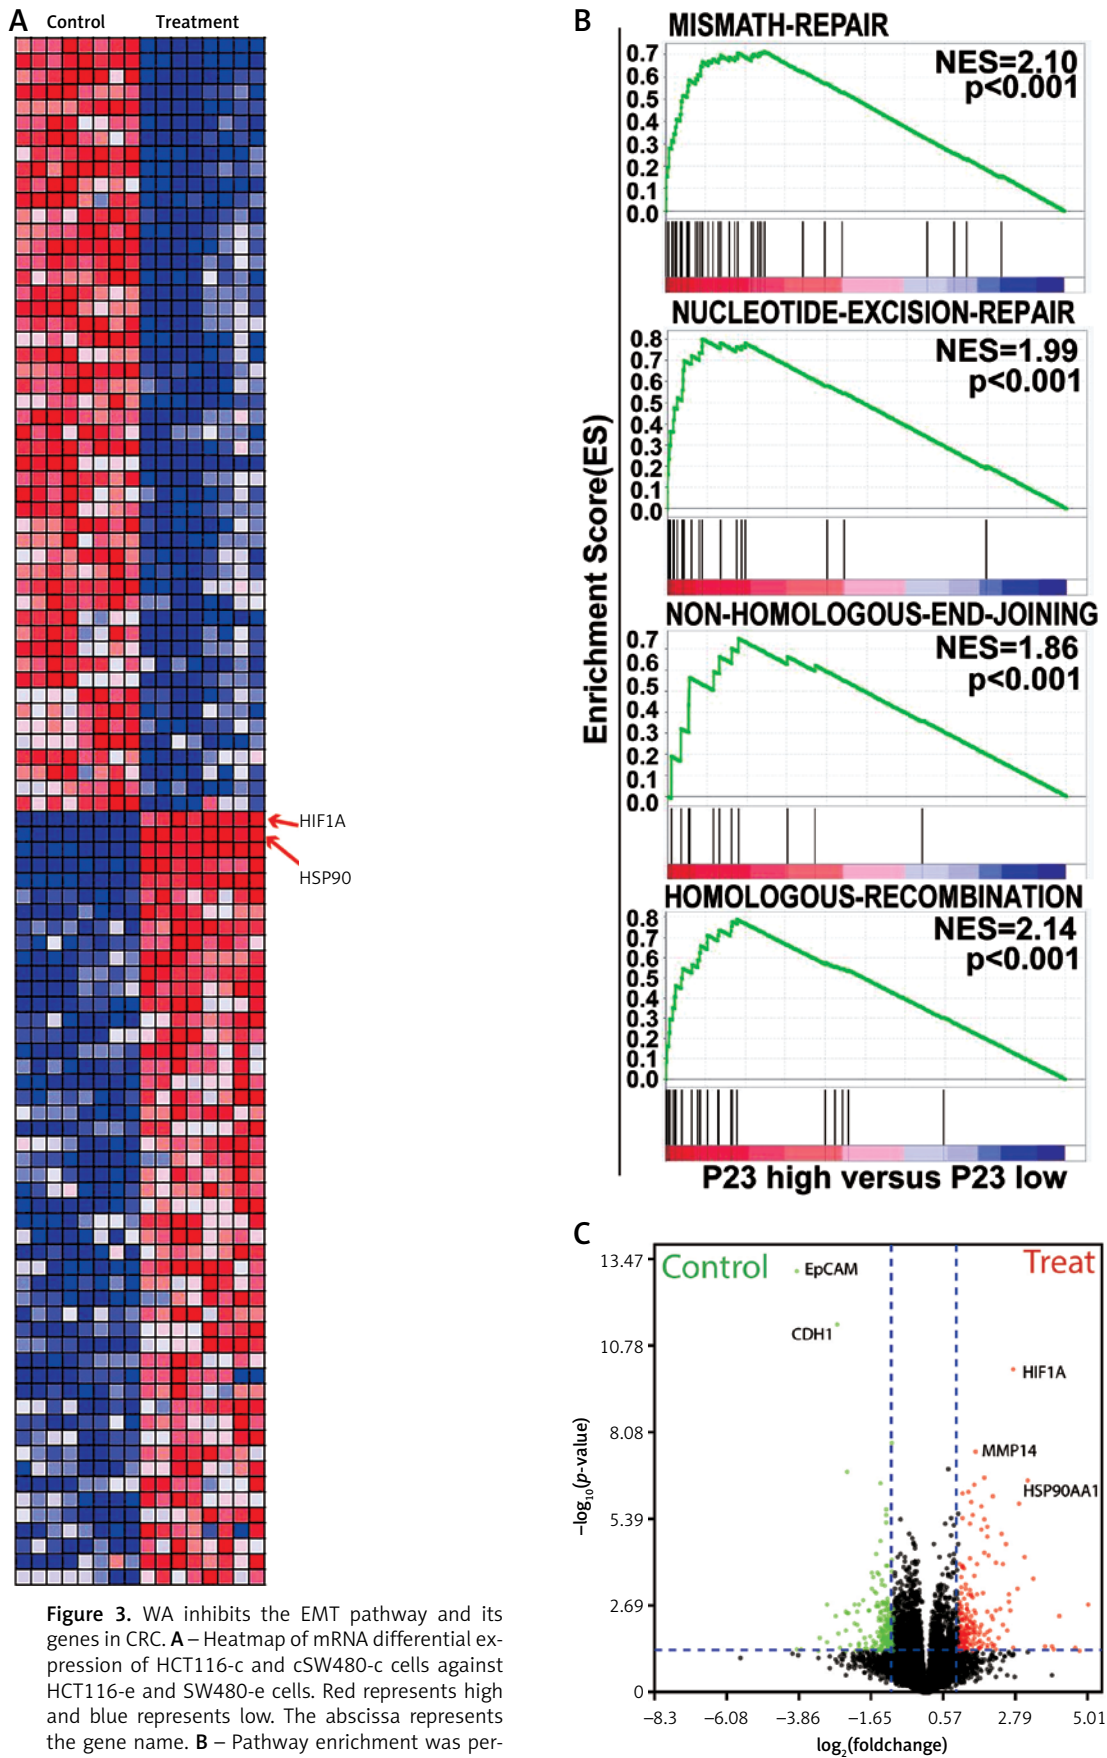 A
Control Treatment
HIF1A
HSP90
Figure 3. WA inhibits the EMT pathway and its
genes in CRC. A – Heatmap of mRNA differential ex-
pression of HCT116-c and cSW480-c cells against
HCT116-e and SW480-e cells. Red represents high
and blue represents low. The abscissa represents
the gene name. B – Pathway enrichment was per-
B
Enrichment Score(ES)
MISMATH-REPAIR
NES=2.10
p<0.001
0.7
0.6
0.5
0.4
0.3
0.2
0.1
0.0
NUCLEOTIDE-EXCISION-REPAIR
NES=1.99
p<0.001
0.8
0.7
0.6
0.5
0.4
0.3
0.2
0.1
0.0
NON-HOMOLOGOUS-END-JOINING
NES=1.86
p<0.001
0.7
0.6
0.5
0.4
0.3
0.2
0.1
0.0
HOMOLOGOUS-RECOMBINATION
NES=2.14
p<0.001
0.8
0.7
0.6
0.5
0.4
0.3
0.2
0.1
0.0
P23 high versus P23 low
C
Control Treat
EpCAM
CDH1
HIF1A
MMP14
HSP90AA1
–log10(p-value)
13.47
10.78
8.08
5.39
2.69
0
–8.3 –6.08 –3.86 –1.65 0.57 2.79 5.01
log2(foldchange)